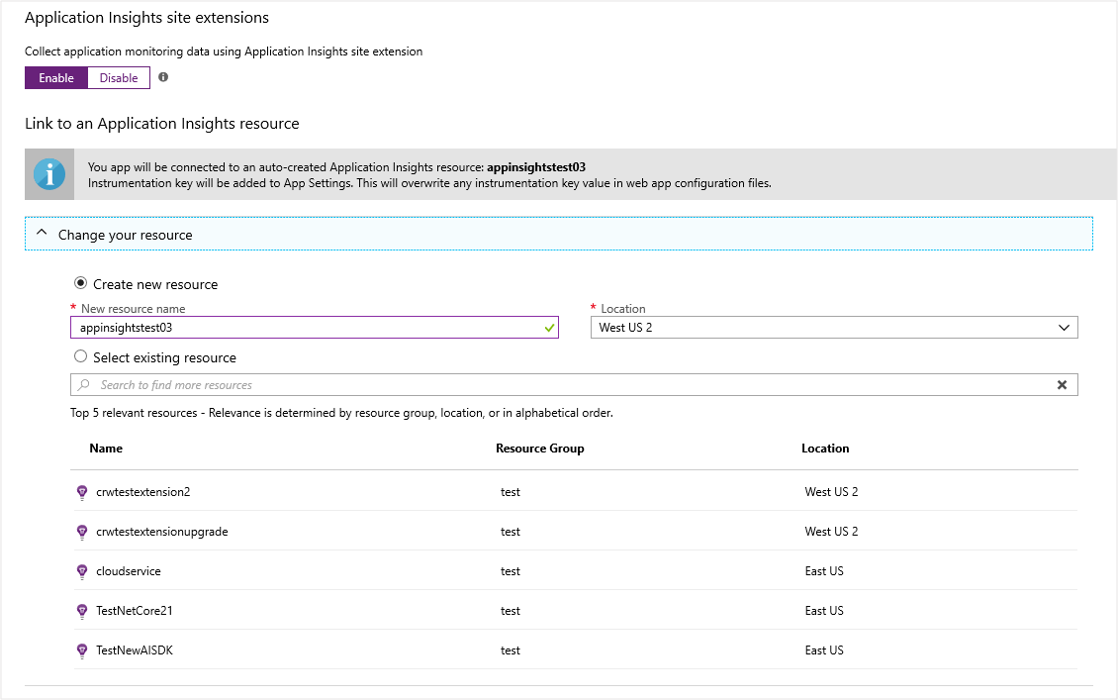 Application Insights site extensions
Collect application monitoring data using Application Insights site extension
Enable Disable
Link to an Application Insights resource
You app will be connected to an auto-created Application Insights resource: appinsightstest03
Instrumentation key will be added to App Settings. This will overwrite any instrumentation key value in web app configuration files.
Change your resource
Create new resource
* New resource name * Location
appinsightstest03 West US 2
Select existing resource
Search to find more resources
Top 5 relevant resources - Relevance is determined by resource group, location, or in alphabetical order.
Name Resource Group Location
crwtestextension2 test West US 2
crwtestextensionupgrade test West US 2
cloudservice test East US
TestNetCore21 test East US
TestNewAISDK test East US